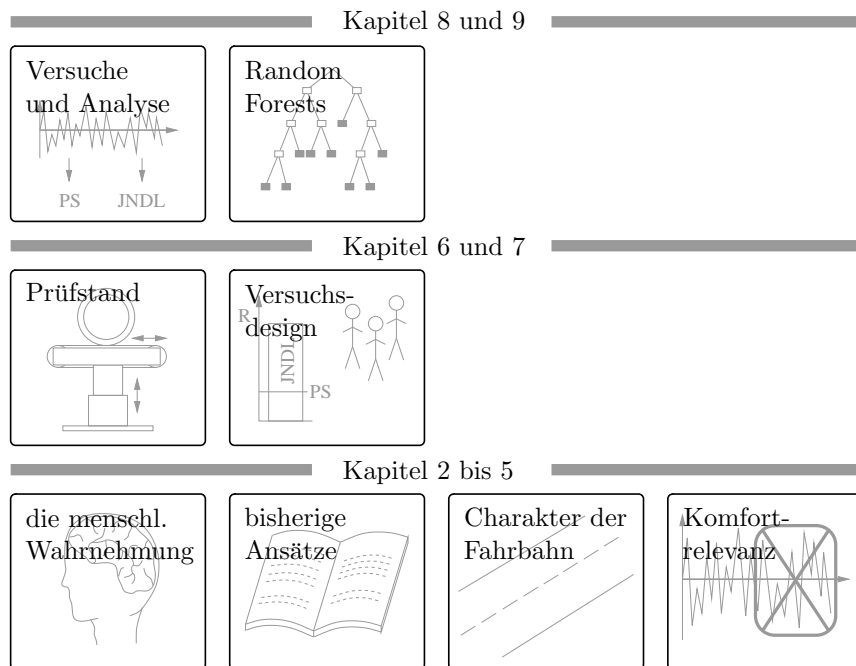 Kapitel 8 und 9
Versuche
und Analyse
PS JNDL
Random
Forests
Kapitel 6 und 7
Prüfstand
Versuchs-
design
R
JNDL
PS
Kapitel 2 bis 5
die menschl.
Wahrnehmung
bisherige
Ansätze
Charakter der
Fahrbahn
Komfort-
relevanz